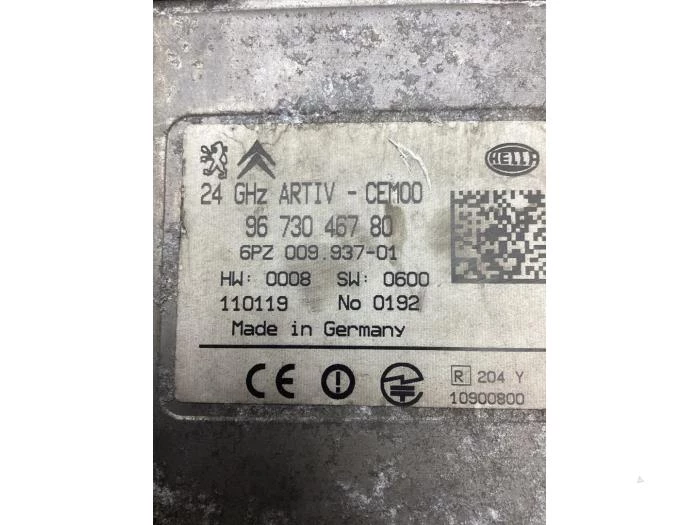 HELLA
24 GHz ARTIV - CEM00
96 730 467 80
6PZ 009.937-01
HW: 0008 SW: 0600
110119 No 0192
Made in Germany
CE
R 204 Y
10900800